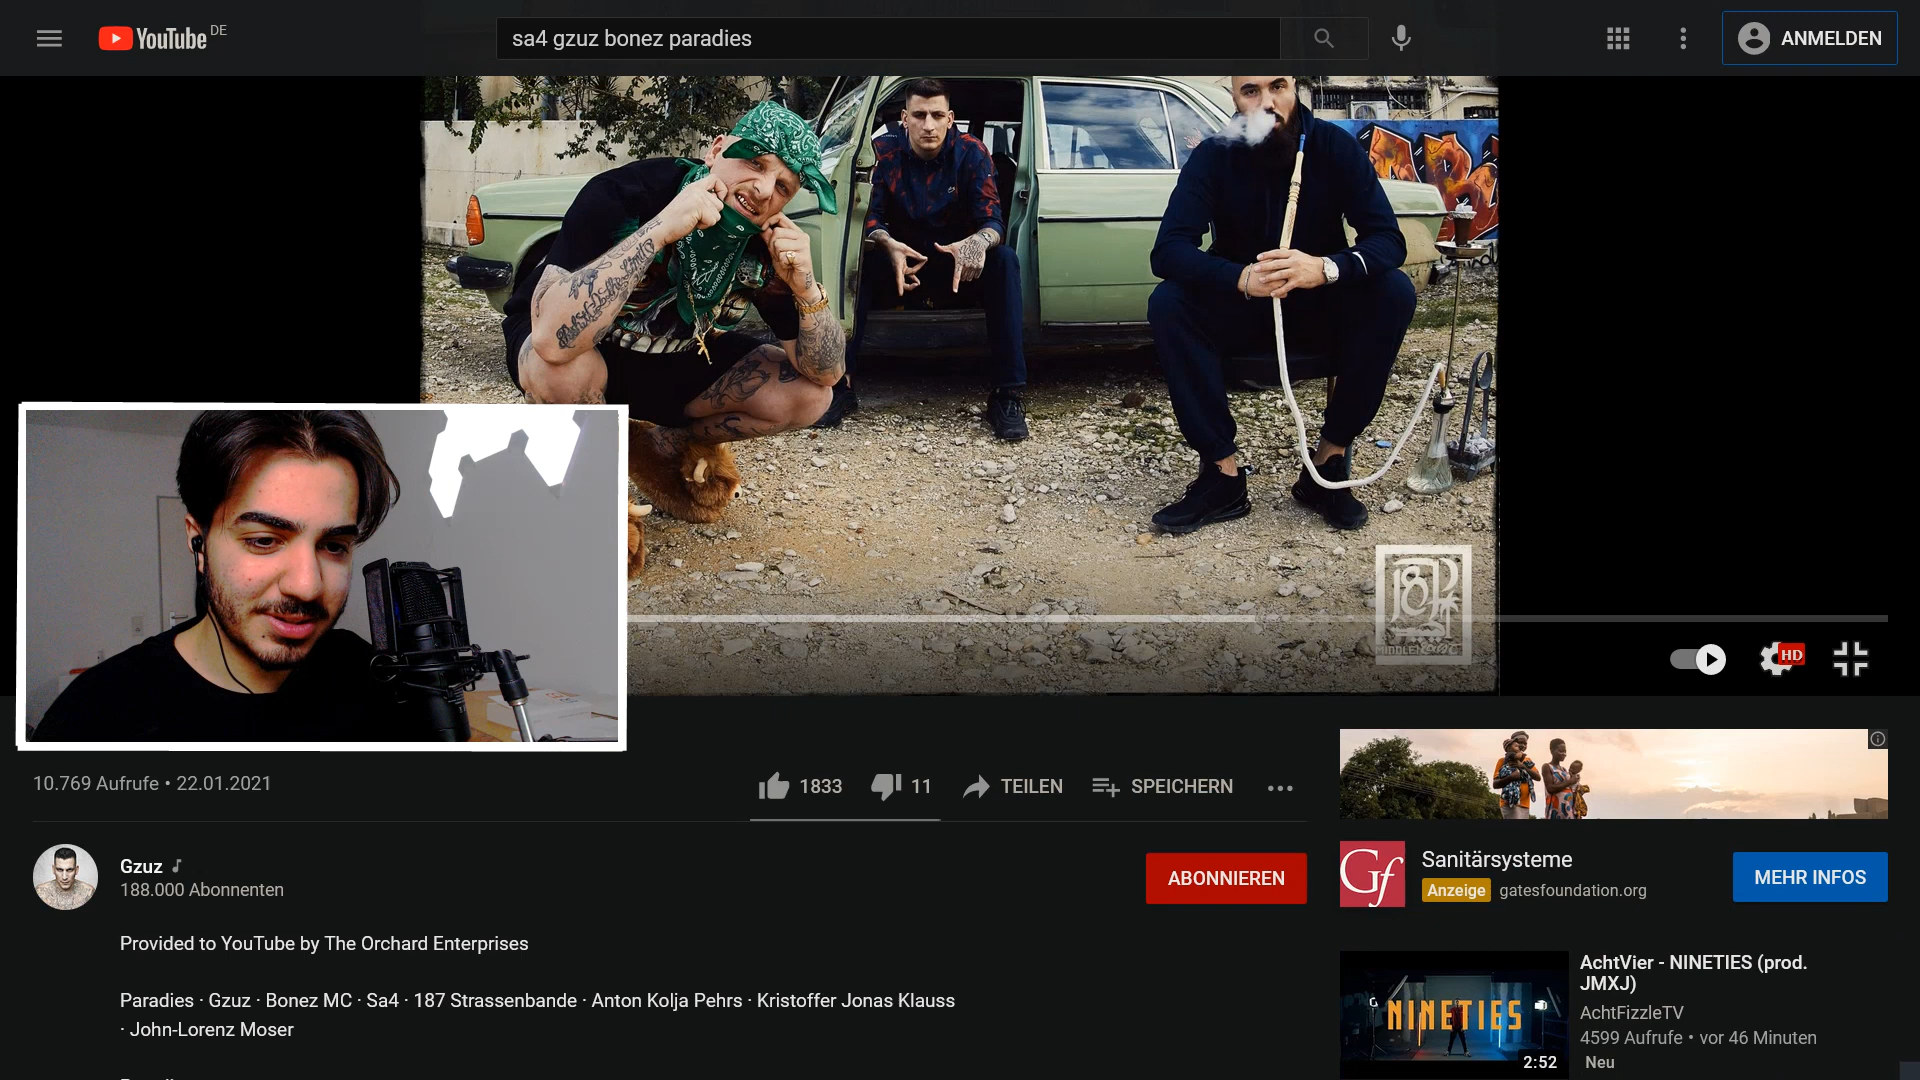 YouTube DE
sa4 gzuz bonez paradies
ANMELDEN
187
HD
10.769 Aufrufe • 22.01.2021
1833
11
TEILEN
SPEICHERN
Gzuz
188.000 Abonnenten
ABONNIEREN
Provided to YouTube by The Orchard Enterprises
Paradies · Gzuz · Bonez MC · Sa4 · 187 Strassenbande · Anton Kolja Pehrs · Kristoffer Jonas Klauss
· John-Lorenz Moser
Gf
Sanitärsysteme
Anzeige gatesfoundation.org
MEHR INFOS
NINETIES
2:52
AchtVier - NINETIES (prod.
JMXJ)
AchtFizzleTV
4599 Aufrufe • vor 46 Minuten
Neu